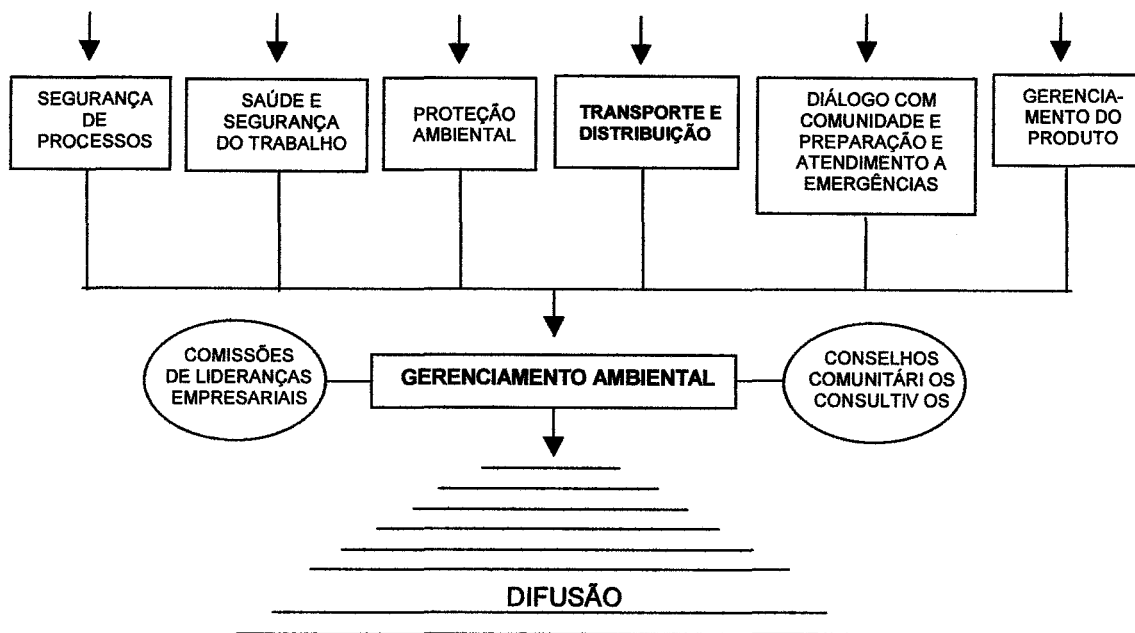 SEGURANÇA
DE
PROCESSOS
SAÚDE E
SEGURANÇA
DO TRABALHO
PROTEÇÃO
AMBIENTAL
TRANSPORTE E
DISTRIBUIÇÃO
DIÁLOGO COM
COMUNIDADE E
PREPARAÇÃO E
ATENDIMENTO A
EMERGÊNCIAS
GERENCIA-
MENTO DO
PRODUTO
COMISSÕES
DE LIDERANÇAS
EMPRESARIAIS
GERENCIAMENTO AMBIENTAL
CONSELHOS
COMUNITÁRI OS
CONSULTIV OS
DIFUSÃO